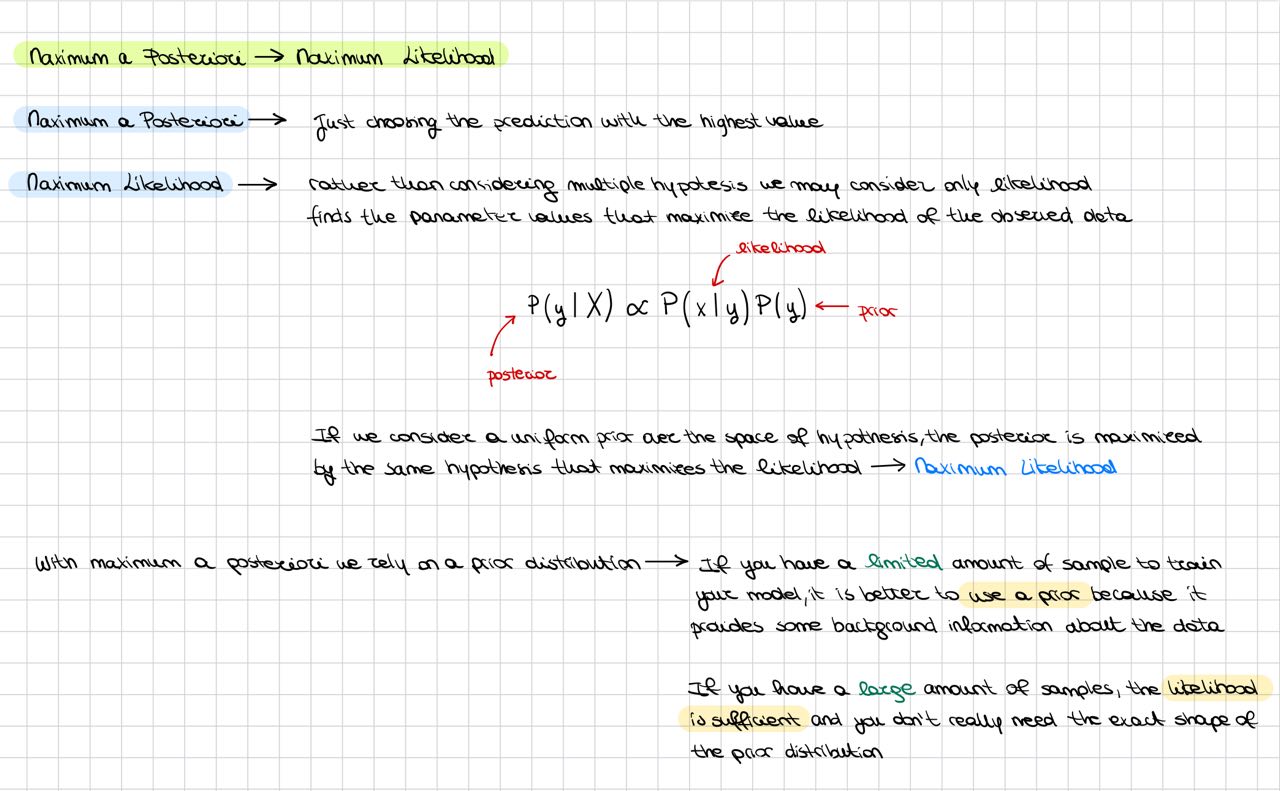 Maximum a Posteriori → Maximum Likelihood
Maximum a Posteriori → Just choosing the prediction with the highest value
Maximum Likelihood → rather than considering multiple hypotesis we may consider only likelihood
finds the parameter values that maximize the likelihood of the observed data
likelihood
P(y|X) ∝ P(x|y)P(y) ← prior
posterior
If we consider a uniform prior over the space of hypothesis, the posterior is maximized
by the same hypothesis that maximizes the likelihood → Maximum Likelihood
With maximum a posteriori we rely on a prior distribution → If you have a limited amount of sample to train
your model, it is better to use a prior because it
provides some background information about the data
If you have a large amount of samples, the likelihood
is sufficient and you don't really need the exact shape of
the prior distribution